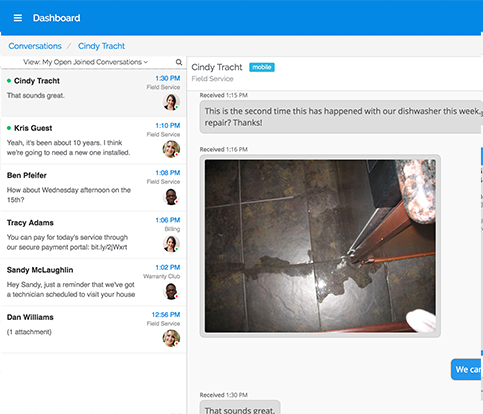 Dashboard
Conversations / Cindy Tracht
View: My Open Joined Conversations
Cindy Tracht
1:30 PM
Field Service
That sounds great.
Kris Guest
1:10 PM
Field Service
Yeah, it's been about 10 years. I think
we're going to need a new one installed.
Ben Pfeifer
1:08 PM
Field Service
How about Wednesday afternoon on the
15th?
Tracy Adams
1:06 PM
Billing
You can pay for today's service through
our secure payment portal: bit.ly/2jWxrt
Sandy McLaughlin
1:02 PM
Warranty Club
Hey Sandy, just a reminder that we've got
a technician scheduled to visit your house
Dan Williams
12:56 PM
Field Service
(1 attachment)
Cindy Tracht mobile
Field Service
Received 1:15 PM
This is the second time this has happened with our dishwasher this week.
repair? Thanks!
Received 1:16 PM
We can
Received 1:30 PM
That sounds great.